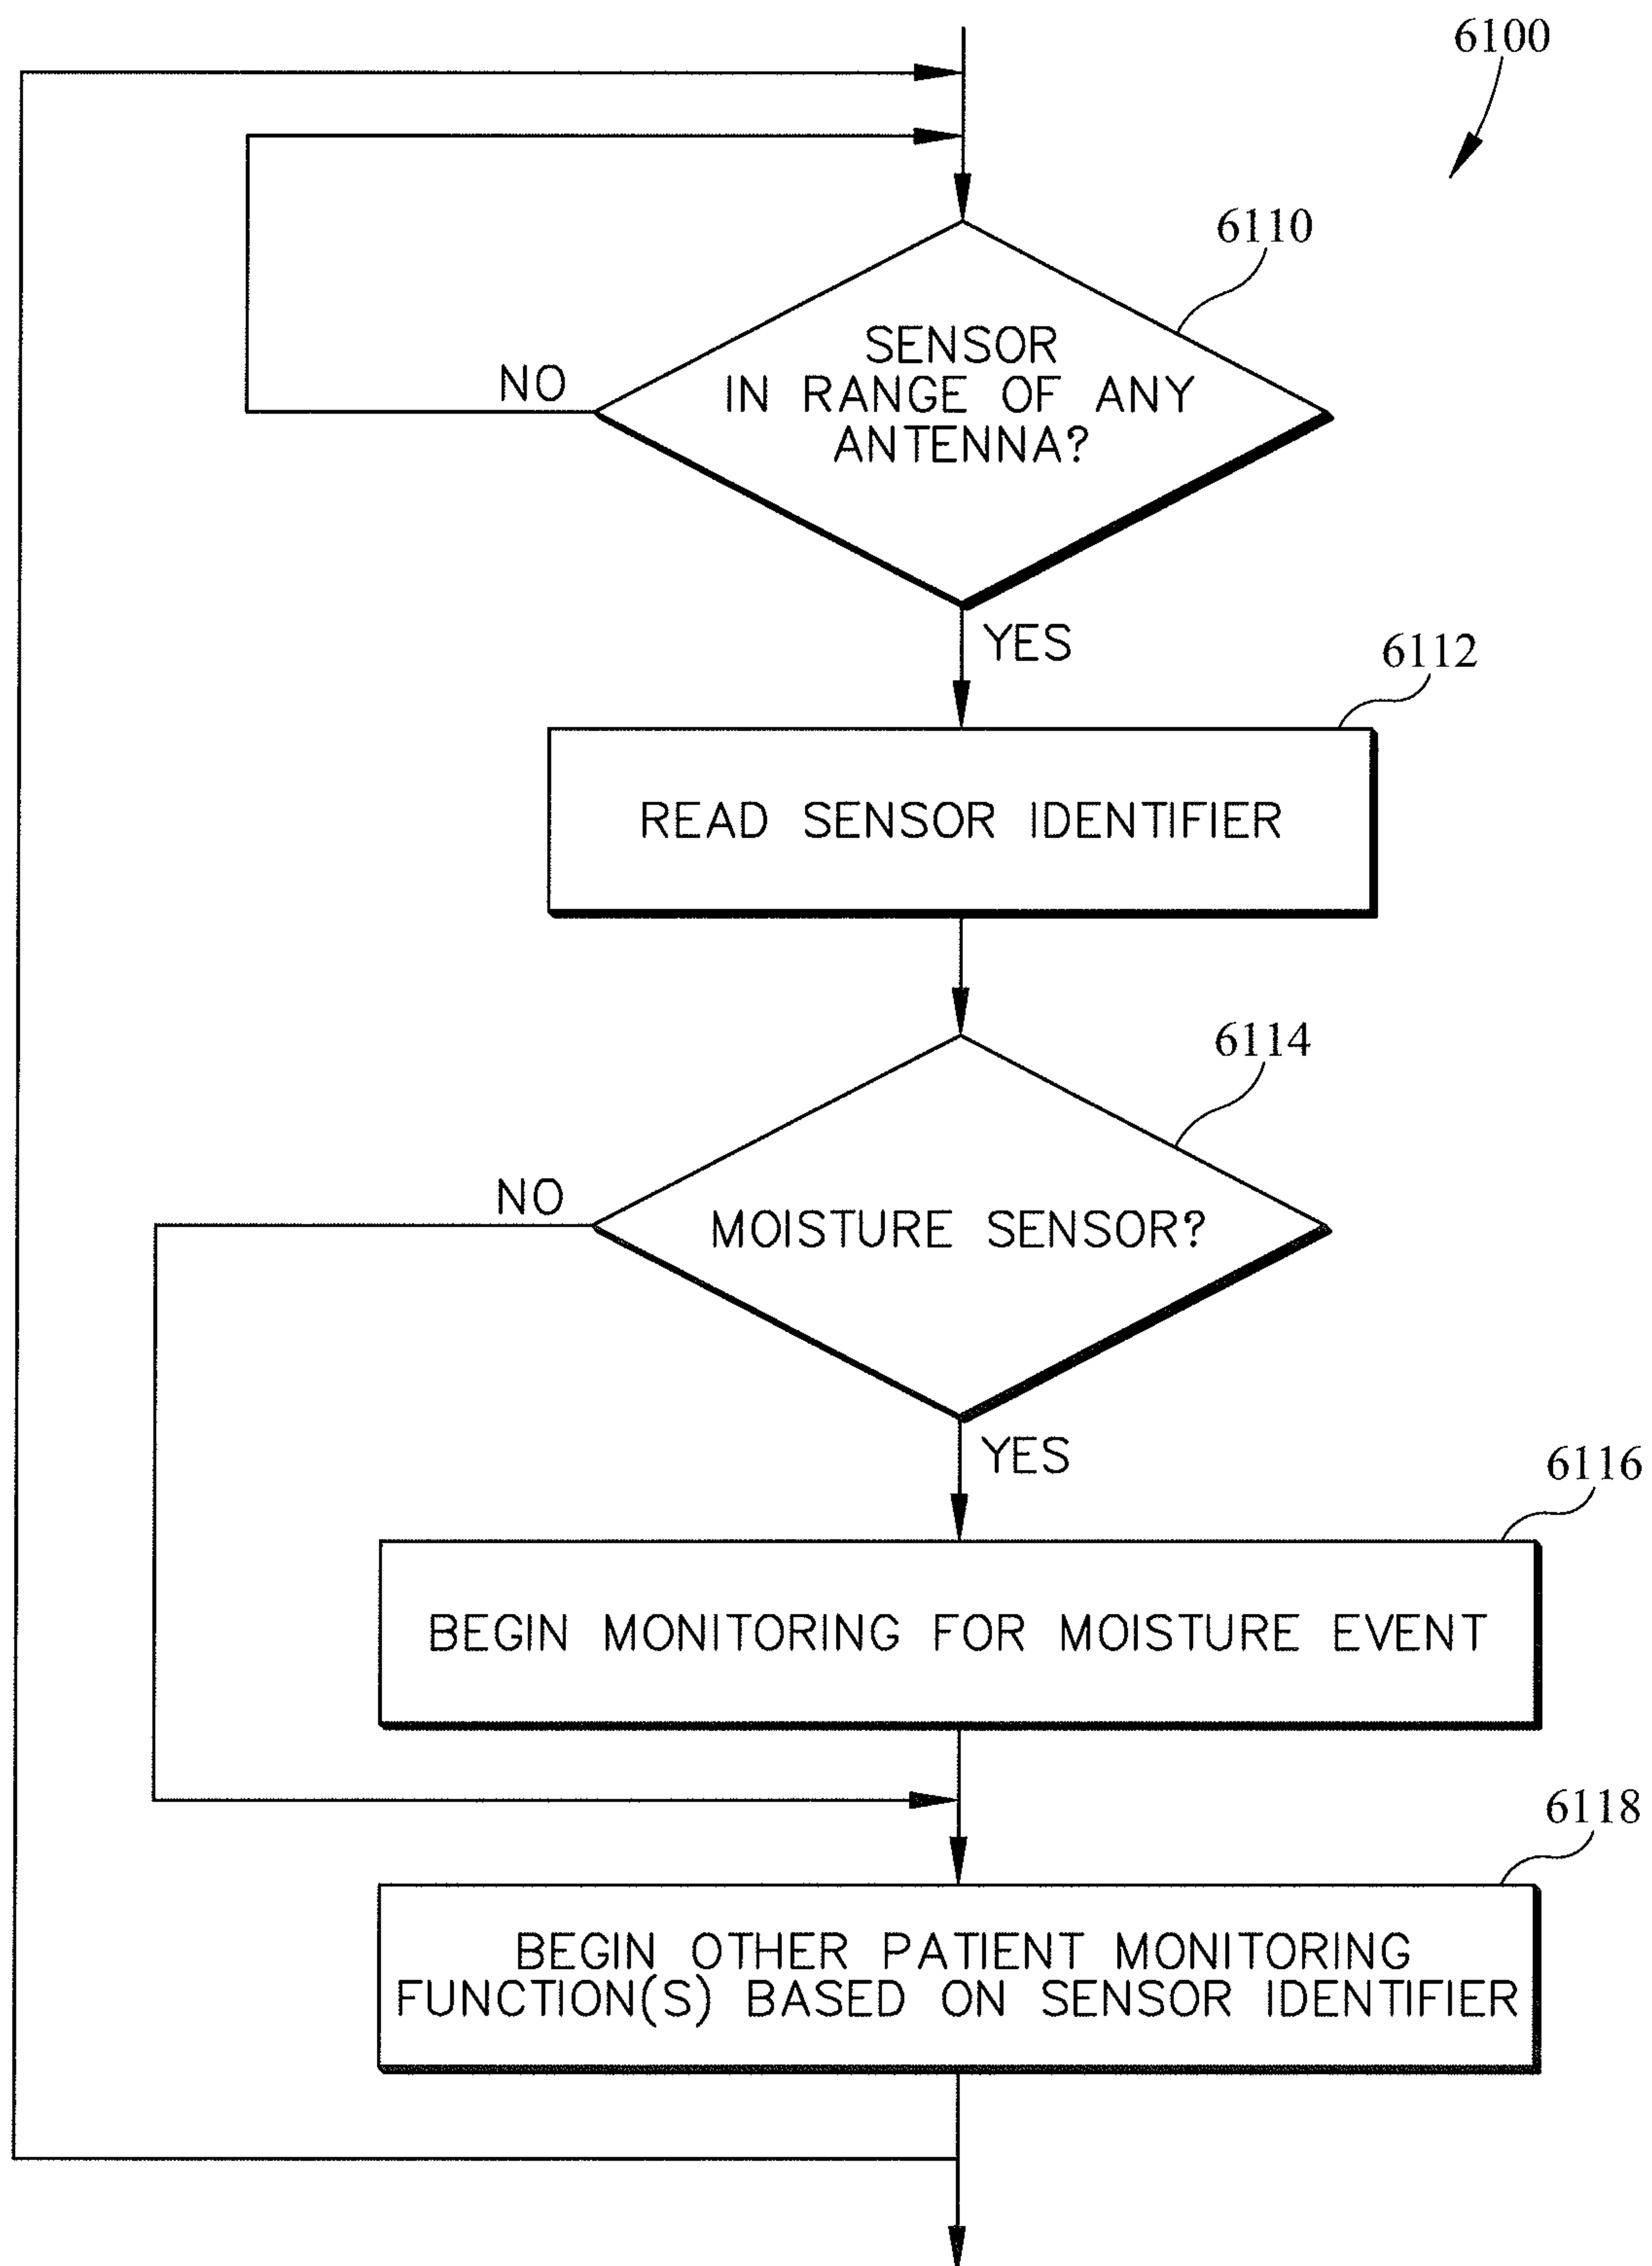 6100
6110
SENSOR
IN RANGE OF ANY
ANTENNA?
NO
YES
6112
READ SENSOR IDENTIFIER
6114
NO
MOISTURE SENSOR?
YES
6116
BEGIN MONITORING FOR MOISTURE EVENT
6118
BEGIN OTHER PATIENT MONITORING
FUNCTION(S) BASED ON SENSOR IDENTIFIER